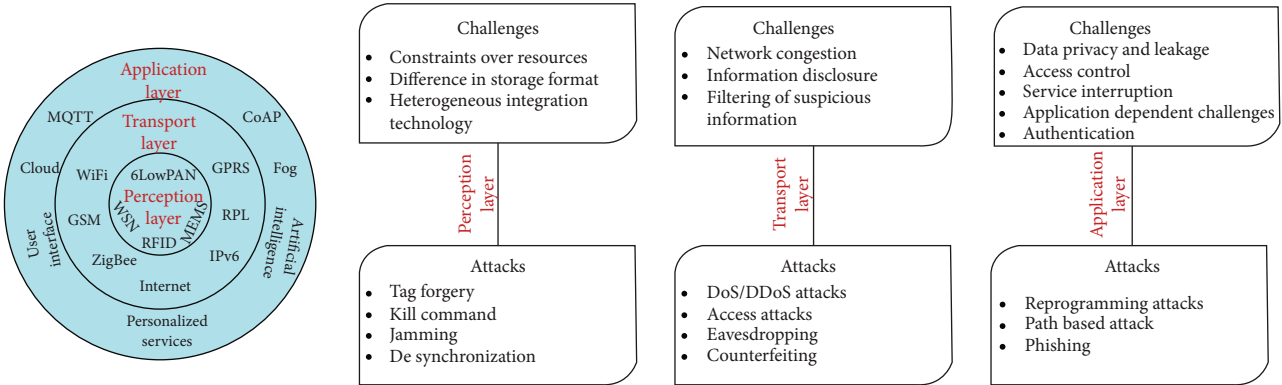 Application
layer
MQTT
CoAP
Transport
layer
Cloud
WiFi
6LowPAN
GPRS
Fog
Perception
layer
WSN
MEMS
GSM
RPL
RFID
User
interface
Artificial
intelligence
ZigBee
IPv6
Internet
Personalized
services
Challenges
• Constraints over resources
• Difference in storage format
• Heterogeneous integration
technology
Perception
layer
Attacks
• Tag forgery
• Kill command
• Jamming
• De synchronization
Challenges
• Network congestion
• Information disclosure
• Filtering of suspicious
information
Transport
layer
Attacks
• DoS/DDoS attacks
• Access attacks
• Eavesdropping
• Counterfeiting
Challenges
• Data privacy and leakage
• Access control
• Service interruption
• Application dependent challenges
• Authentication
Application
layer
Attacks
• Reprogramming attacks
• Path based attack
• Phishing